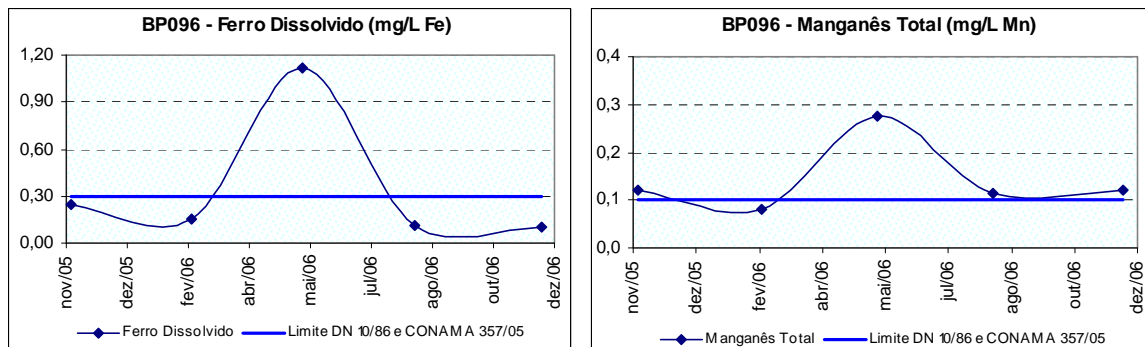 BP096 - Ferro Dissolvido (mg/L Fe)
1,20
0,90
0,60
0,30
0,00
nov/05
dez/05
fev/06
abr/06
mai/06
jul/06
ago/06
out/06
dez/06
Ferro Dissolvido
Limite DN 10/86 e CONAMA 357/05
BP096 - Manganês Total (mg/L Mn)
0,4
0,3
0,2
0,1
0,0
nov/05
dez/05
fev/06
abr/06
mai/06
jul/06
ago/06
out/06
dez/06
Manganês Total
Limite DN 10/86 e CONAMA 357/05